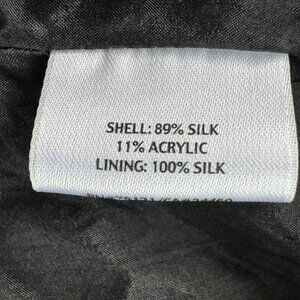 SHELL: 89% SILK
11% ACRYLIC
LINING: 100% SILK